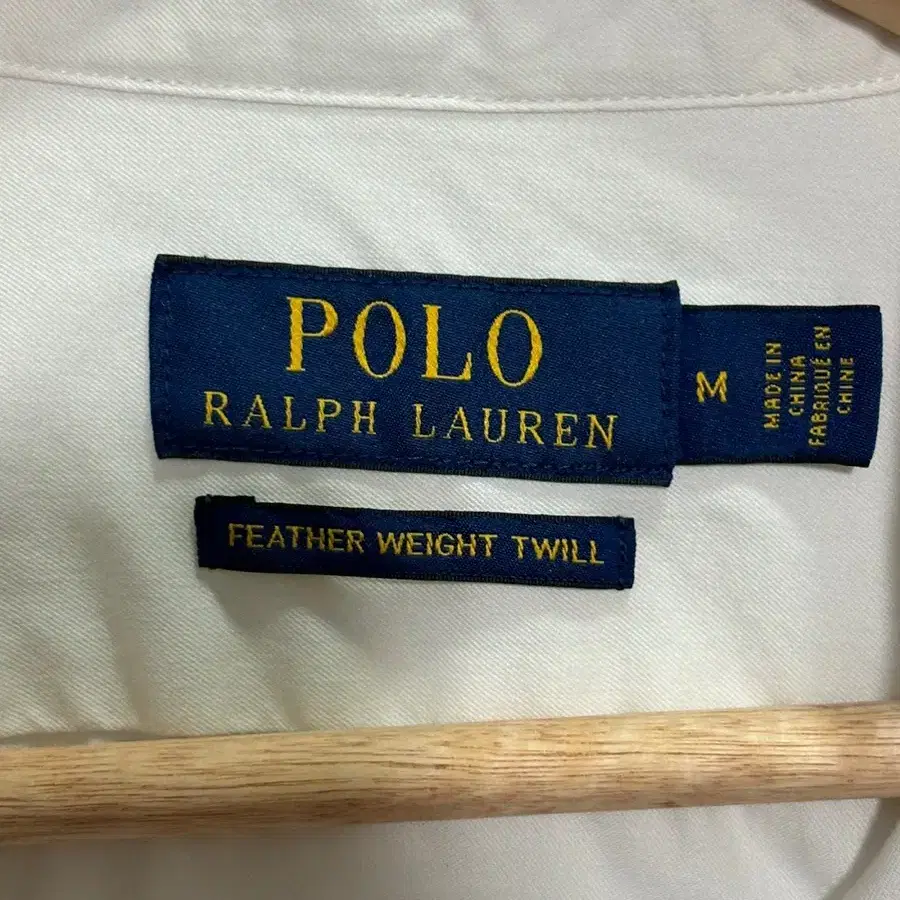 POLO
RALPH LAUREN
M
MADE IN
CHINA
FABRIQUÉ EN
CHINE
FEATHER WEIGHT TWILL